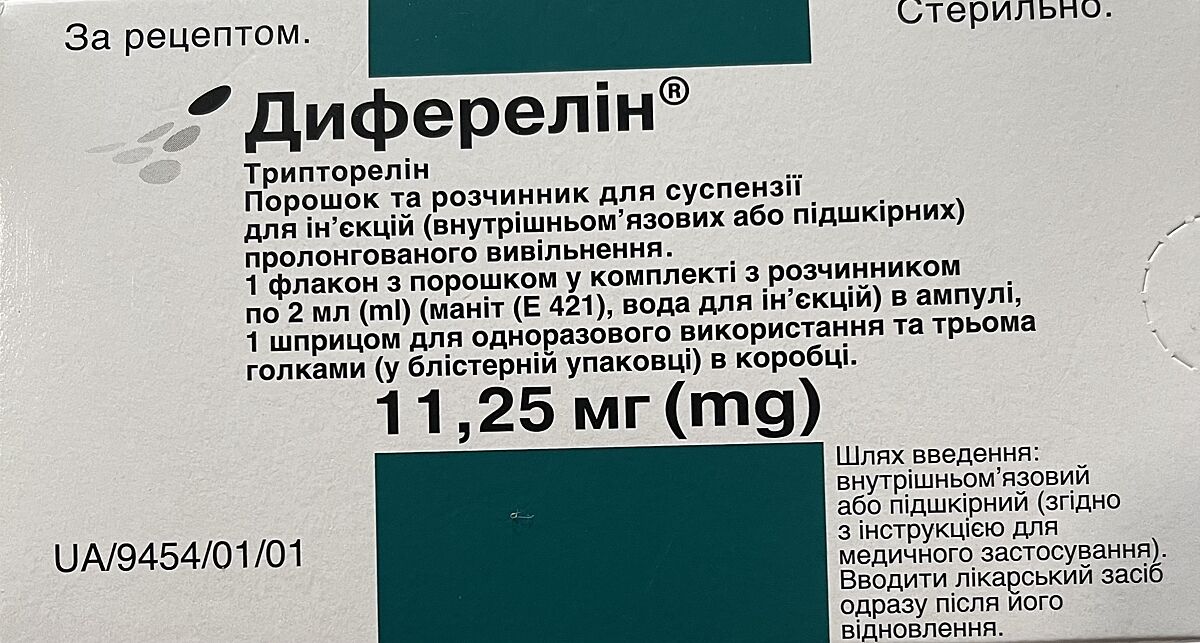 За рецептом.
Стерильно.
Диферелін®
Трипторелін
Порошок та розчинник для суспензії
для ін’єкцій (внутрішньом’язових або підшкірних)
пролонгованого вивільнення.
1 флакон з порошком у комплекті з розчинником
по 2 мл (ml) (маніт (Е 421), вода для ін’єкцій) в ампулі,
1 шприцом для одноразового використання та трьома
голками (у блістерній упаковці) в коробці.
11,25 мг (mg)
Шлях введення:
внутрішньом’язовий
або підшкірний (згідно
з інструкцією для
медичного застосування).
Вводити лікарський засіб
одразу після його
відновлення.
UA/9454/01/01